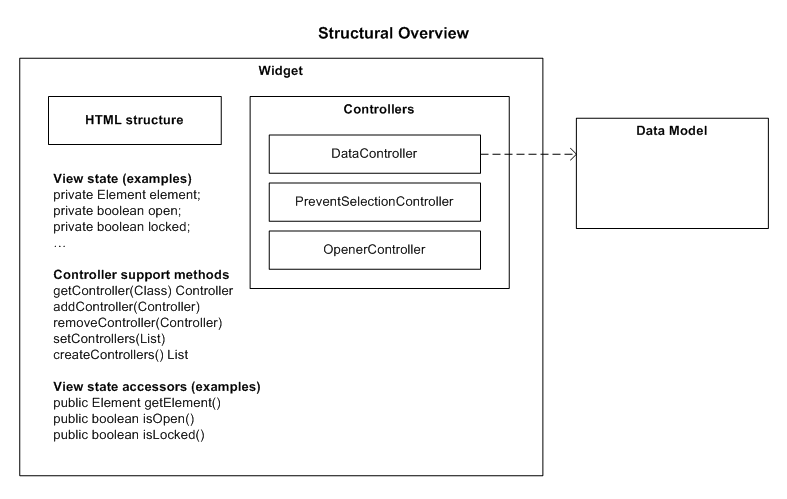 Structural Overview
Widget
HTML structure
Controllers
DataController
PreventSelectionController
OpenerController
Data Model
View state (examples)
private Element element;
private boolean open;
private boolean locked;
…
Controller support methods
getController(Class) Controller
addController(Controller)
removeController(Controller)
setControllers(List)
createControllers() List
View state accessors (examples)
public Element getElement()
public boolean isOpen()
public boolean isLocked()